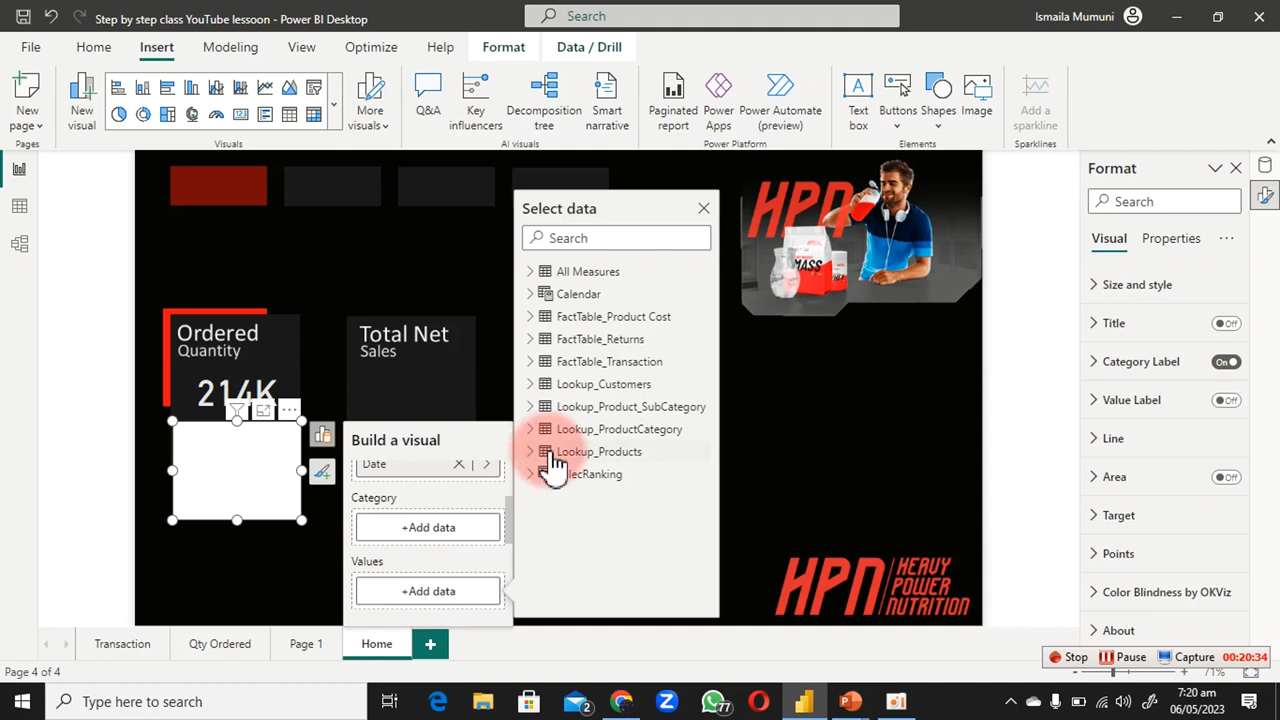 Step by step class YouTube lessoon - Power BI Desktop
Search
Ismaila Mumuni
File
Home
Insert
Modeling
View
Optimize
Help
Format
Data / Drill
New page
New visual
More visuals
Q&A
Key influencers
Decomposition tree
Smart narrative
Paginated report
Power Apps
Power Automate (preview)
Text box
Buttons
Shapes
Image
Add a sparkline
Pages
Visuals
AI visuals
Power Platform
Elements
Sparklines
Format
Search
Visual
Properties
Size and style
Title
Off
Category Label
On
Value Label
Off
Line
Area
Off
Target
Points
Color Blindness by OKViz
About
Select data
Search
All Measures
Calendar
FactTable_Product Cost
FactTable_Returns
FactTable_Transaction
Lookup_Customers
Lookup_Product_SubCategory
Lookup_ProductCategory
Lookup_Products
Ranking
HPN
MASS
Ordered
Quantity
214K
Total Net
Sales
Build a visual
Date
Category
+Add data
Values
+Add data
HPN
HEAVY
POWER
NUTRITION
Transaction
Qty Ordered
Page 1
Home
Page 4 of 4
Stop
Pause
Capture
00:20:34
71%
Type here to search
2
77
7:20 am
06/05/2023